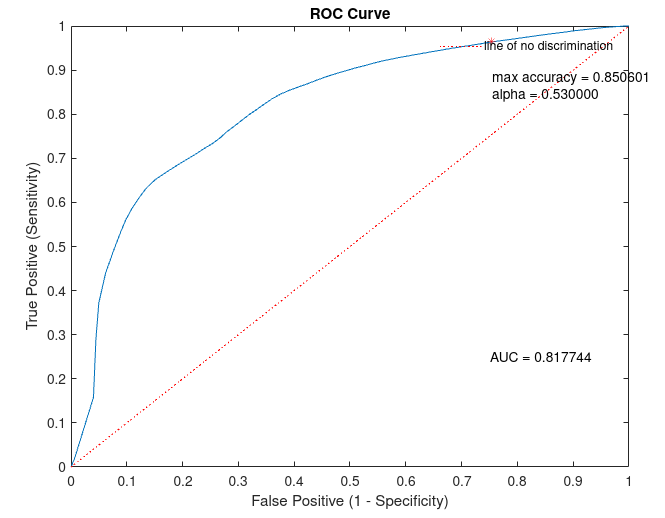 ROC Curve
1
0.9
0.8
0.7
0.6
0.5
0.4
0.3
0.2
0.1
0
True Positive (Sensitivity)
line of no discrimination
max accuracy = 0.850601
alpha = 0.530000
AUC = 0.817744
0 0.1 0.2 0.3 0.4 0.5 0.6 0.7 0.8 0.9 1
False Positive (1 - Specificity)